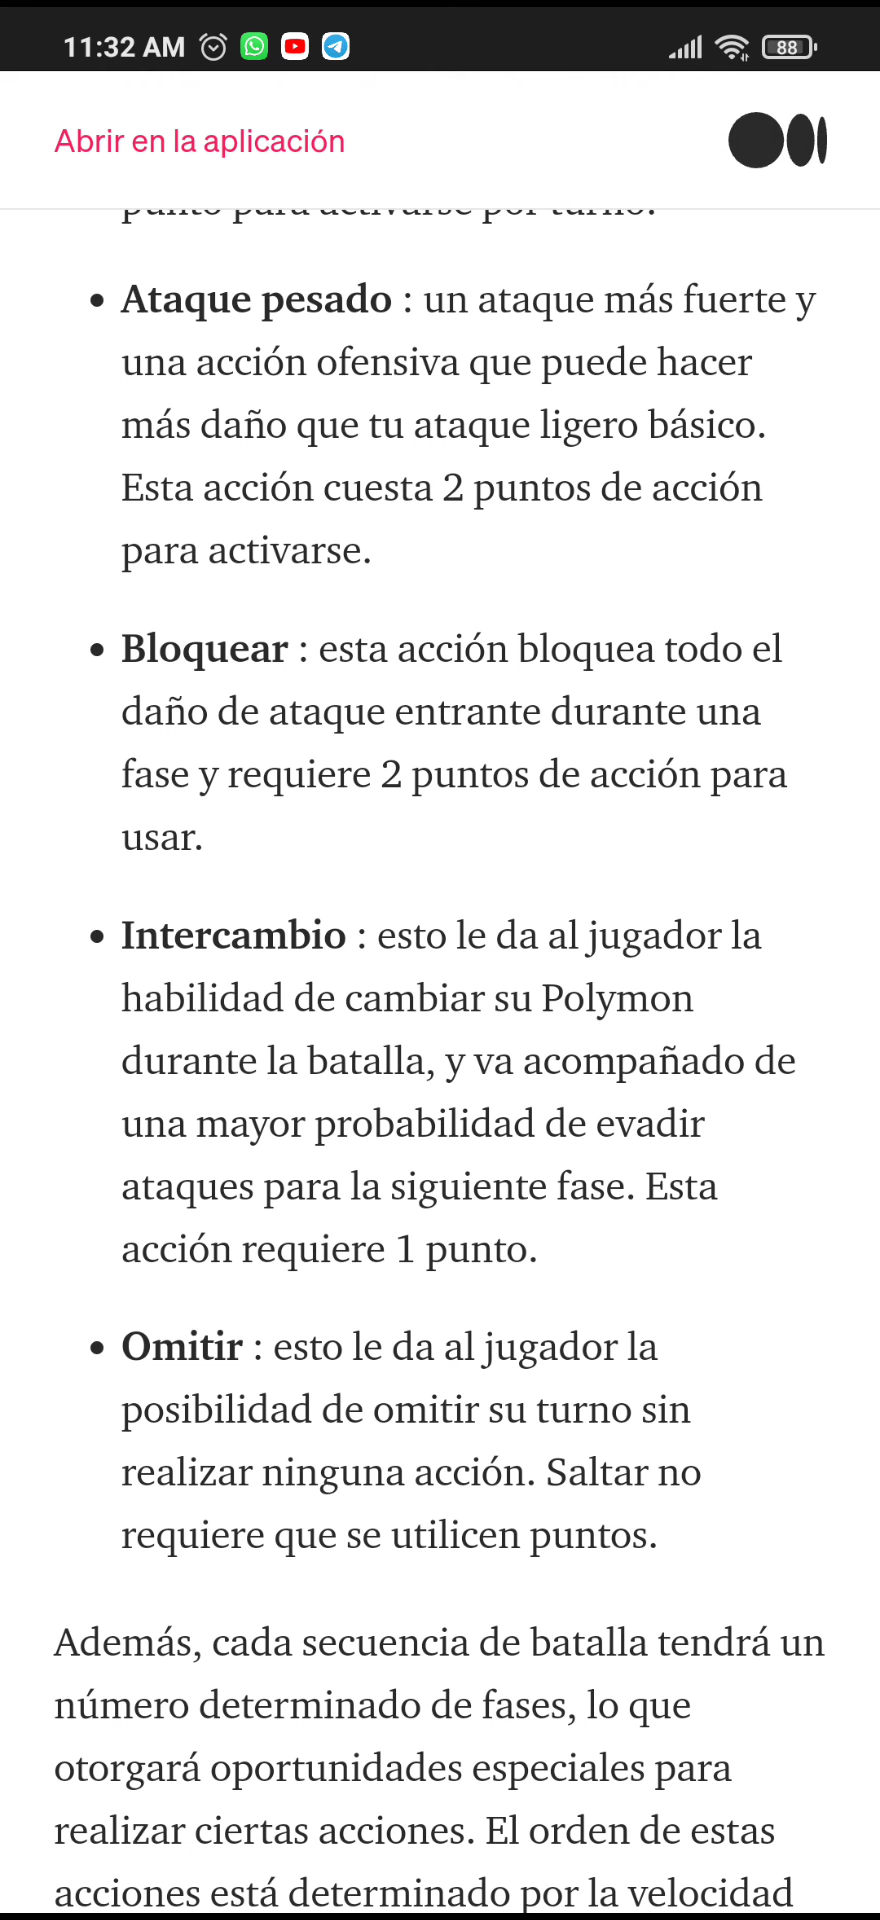 11:32 AM
88
Abrir en la aplicación
punto para activarse por turno.
• Ataque pesado : un ataque más fuerte y
una acción ofensiva que puede hacer
más daño que tu ataque ligero básico.
Esta acción cuesta 2 puntos de acción
para activarse.
• Bloquear : esta acción bloquea todo el
daño de ataque entrante durante una
fase y requiere 2 puntos de acción para
usar.
• Intercambio : esto le da al jugador la
habilidad de cambiar su Polymon
durante la batalla, y va acompañado de
una mayor probabilidad de evadir
ataques para la siguiente fase. Esta
acción requiere 1 punto.
• Omitir : esto le da al jugador la
posibilidad de omitir su turno sin
realizar ninguna acción. Saltar no
requiere que se utilicen puntos.
Además, cada secuencia de batalla tendrá un
número determinado de fases, lo que
otorgará oportunidades especiales para
realizar ciertas acciones. El orden de estas
acciones está determinado por la velocidad